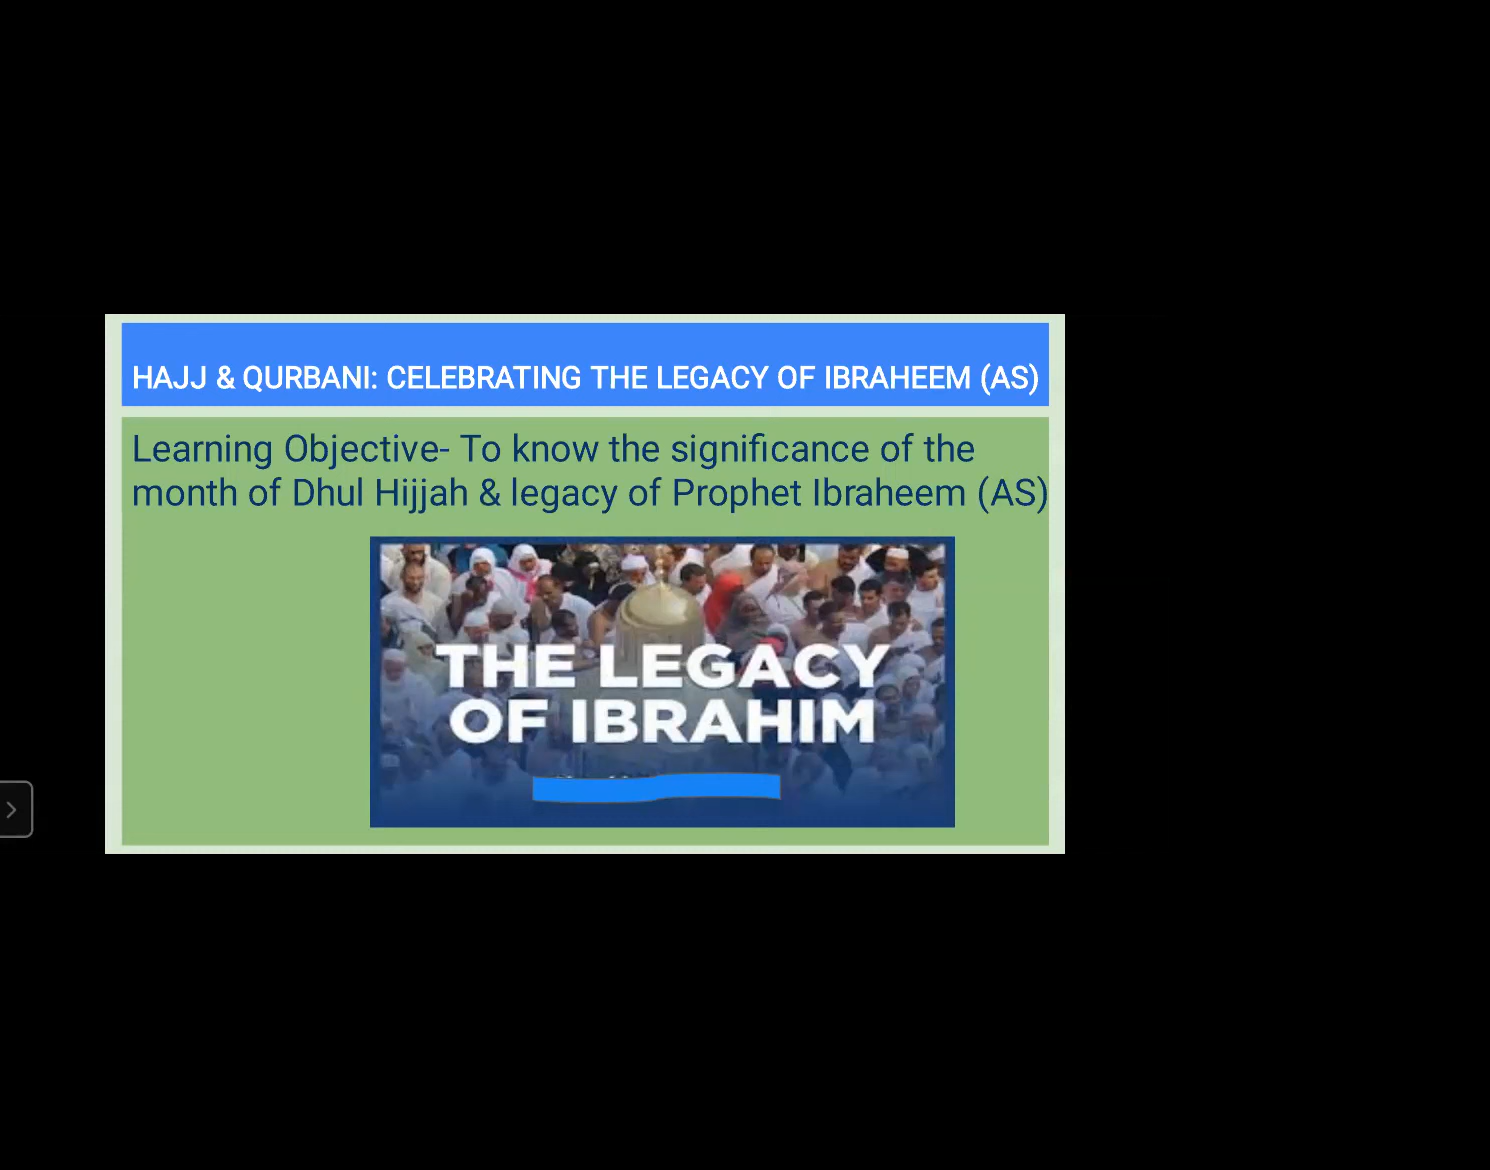 HAJJ & QURBANI: CELEBRATING THE LEGACY OF IBRAHEEM (AS)
Learning Objective- To know the significance of the
month of Dhul Hijjah & legacy of Prophet Ibraheem (AS)
THE LEGACY
OF IBRAHIM